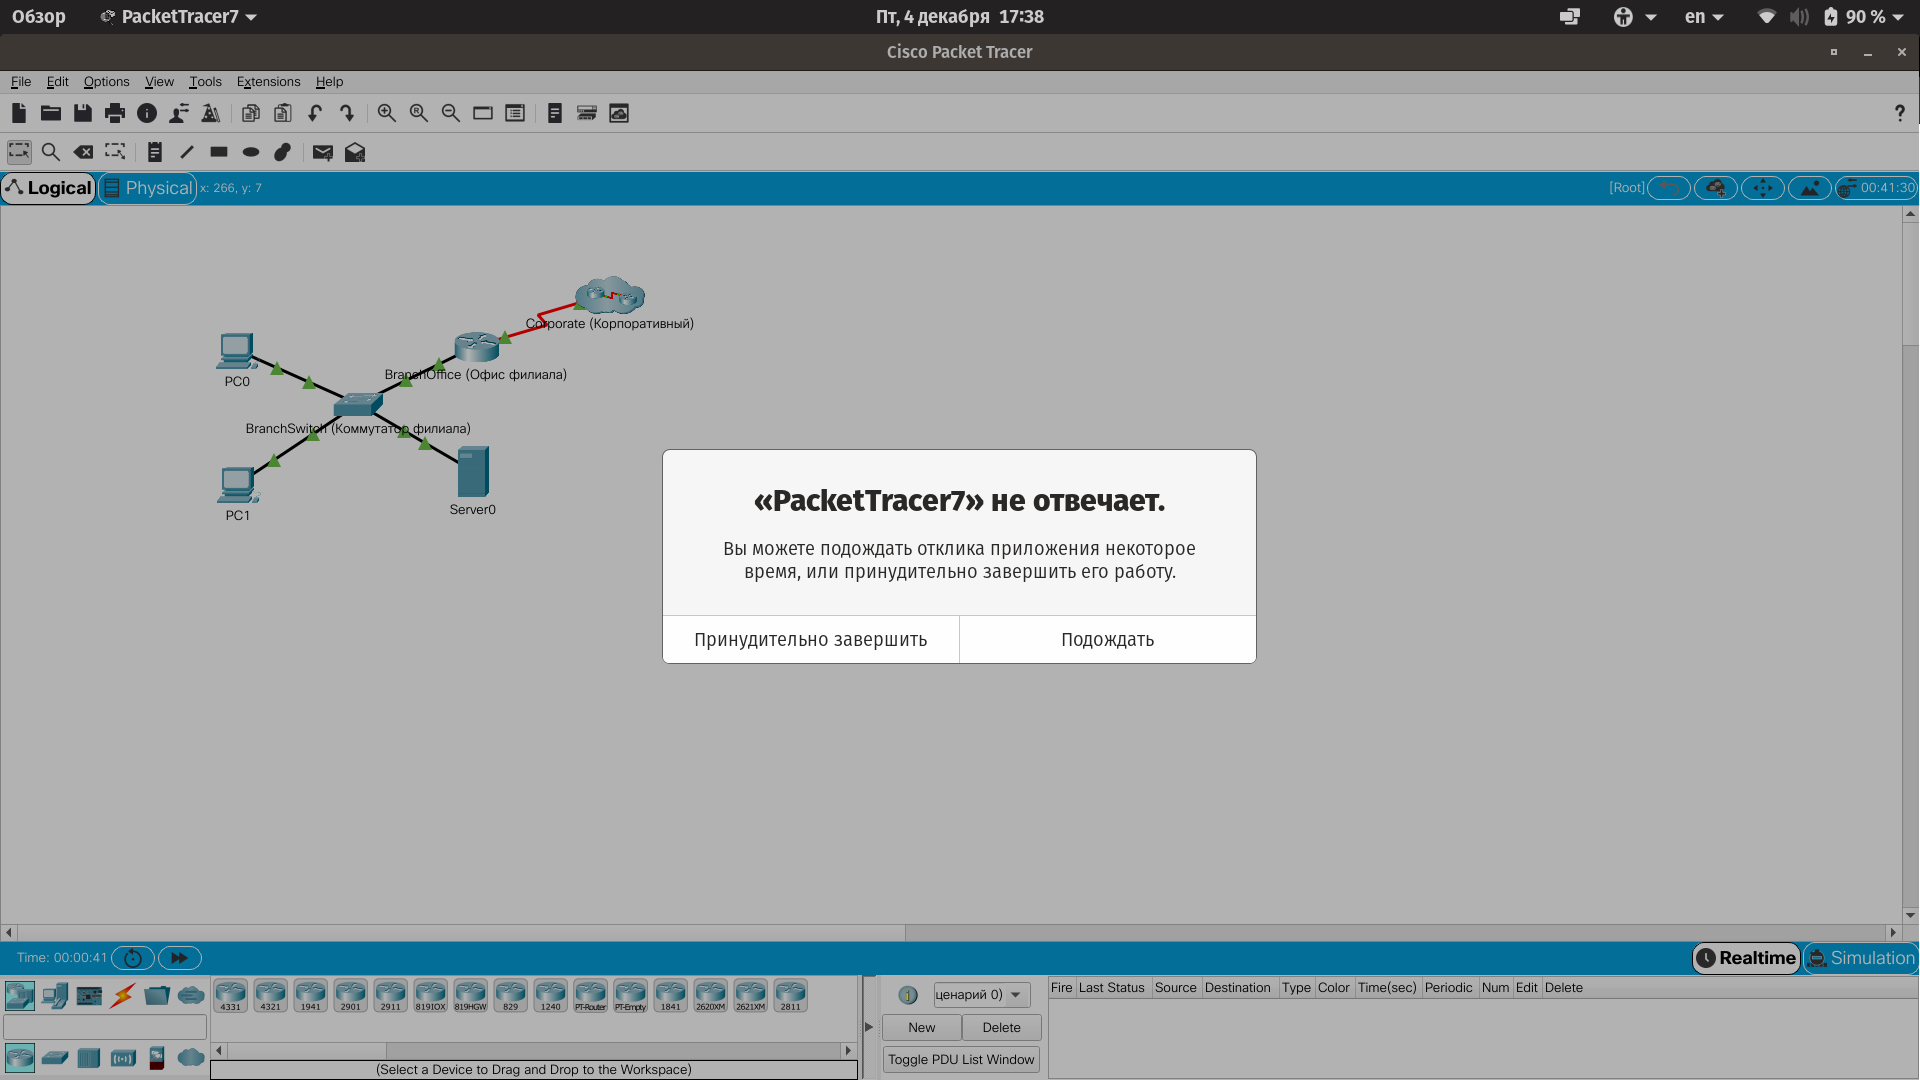 Обзор
PacketTracer7
Пт, 4 декабря 17:38
en
90 %
Cisco Packet Tracer
File Edit Options View Tools Extensions Help
?
Logical
Physical
x: 266, y: 7
[Root]
00:41:30
Corporate (Корпоративный)
BranchOffice (Офис филиала)
PC0
BranchSwitch (Коммутатор филиала)
PC1
Server0
«PacketTracer7» не отвечает.
Вы можете подождать отклика приложения некоторое
время, или принудительно завершить его работу.
Принудительно завершить
Подождать
Time: 00:00:41
Realtime
Simulation
4331 4321 1941 2901 2911 819IOX 819HGW 829 1240 PT-Router PT-Empty 1841 2620XM 2621XM 2811
(Select a Device to Drag and Drop to the Workspace)
ценарий 0)
New
Delete
Toggle PDU List Window
Fire Last Status Source Destination Type Color Time(sec) Periodic Num Edit Delete